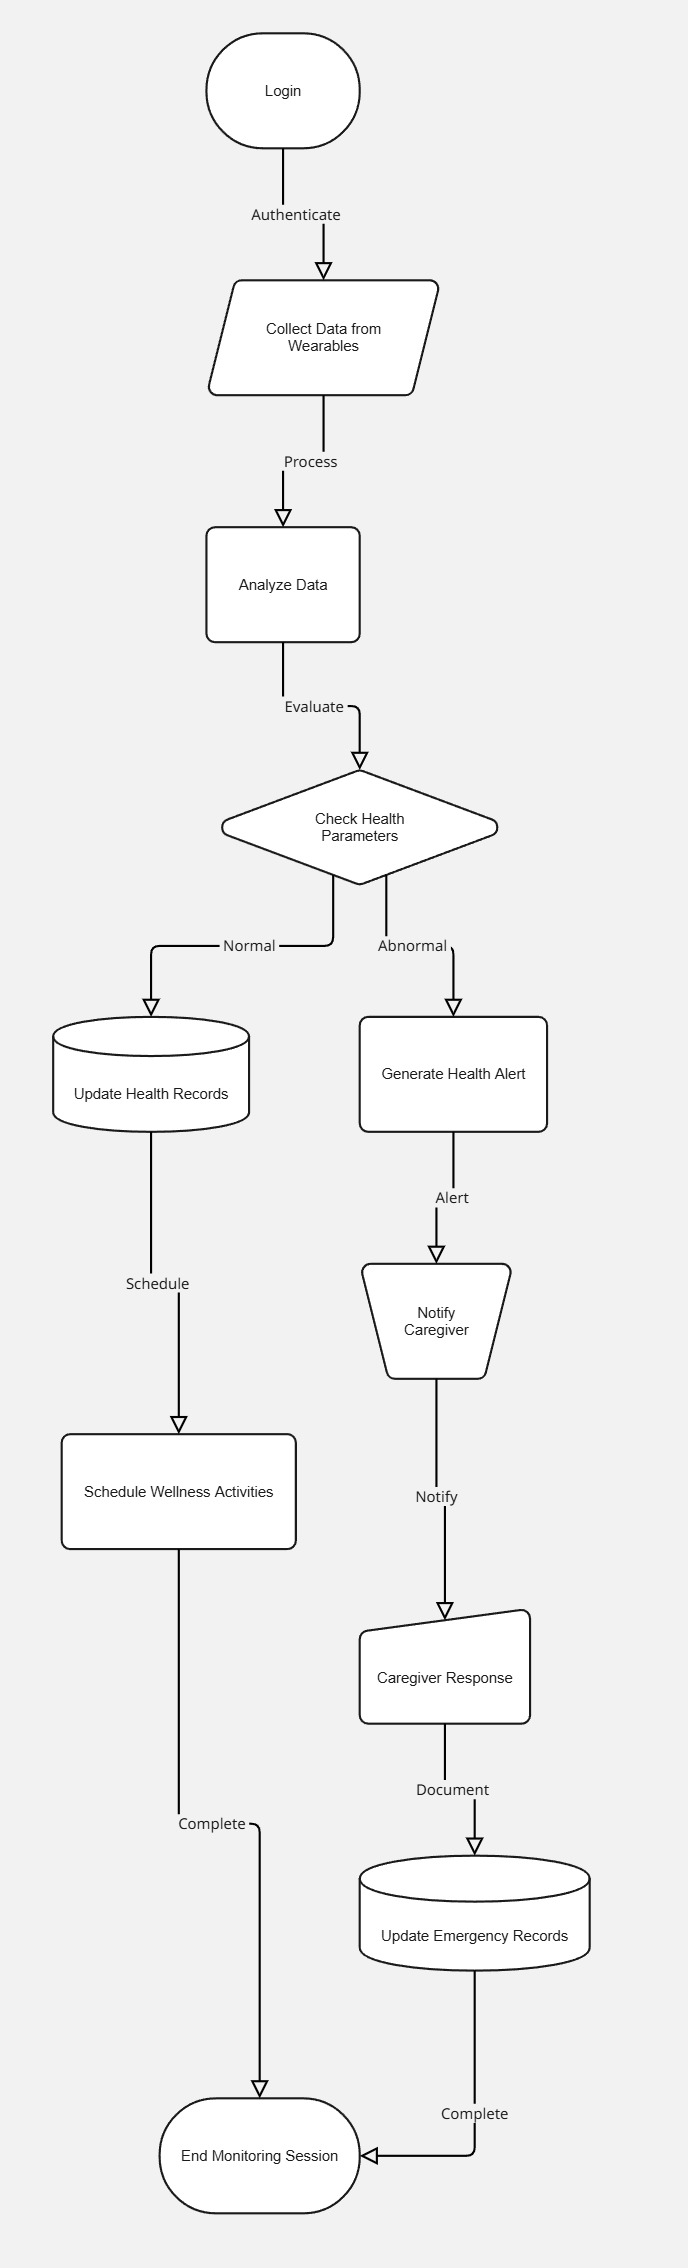 Login
Authenticate
Collect Data from
Wearables
Process
Analyze Data
Evaluate
Check Health
Parameters
Normal
Abnormal
Update Health Records
Generate Health Alert
Alert
Schedule
Notify
Caregiver
Schedule Wellness Activities
Notify
Caregiver Response
Document
Complete
Update Emergency Records
Complete
End Monitoring Session